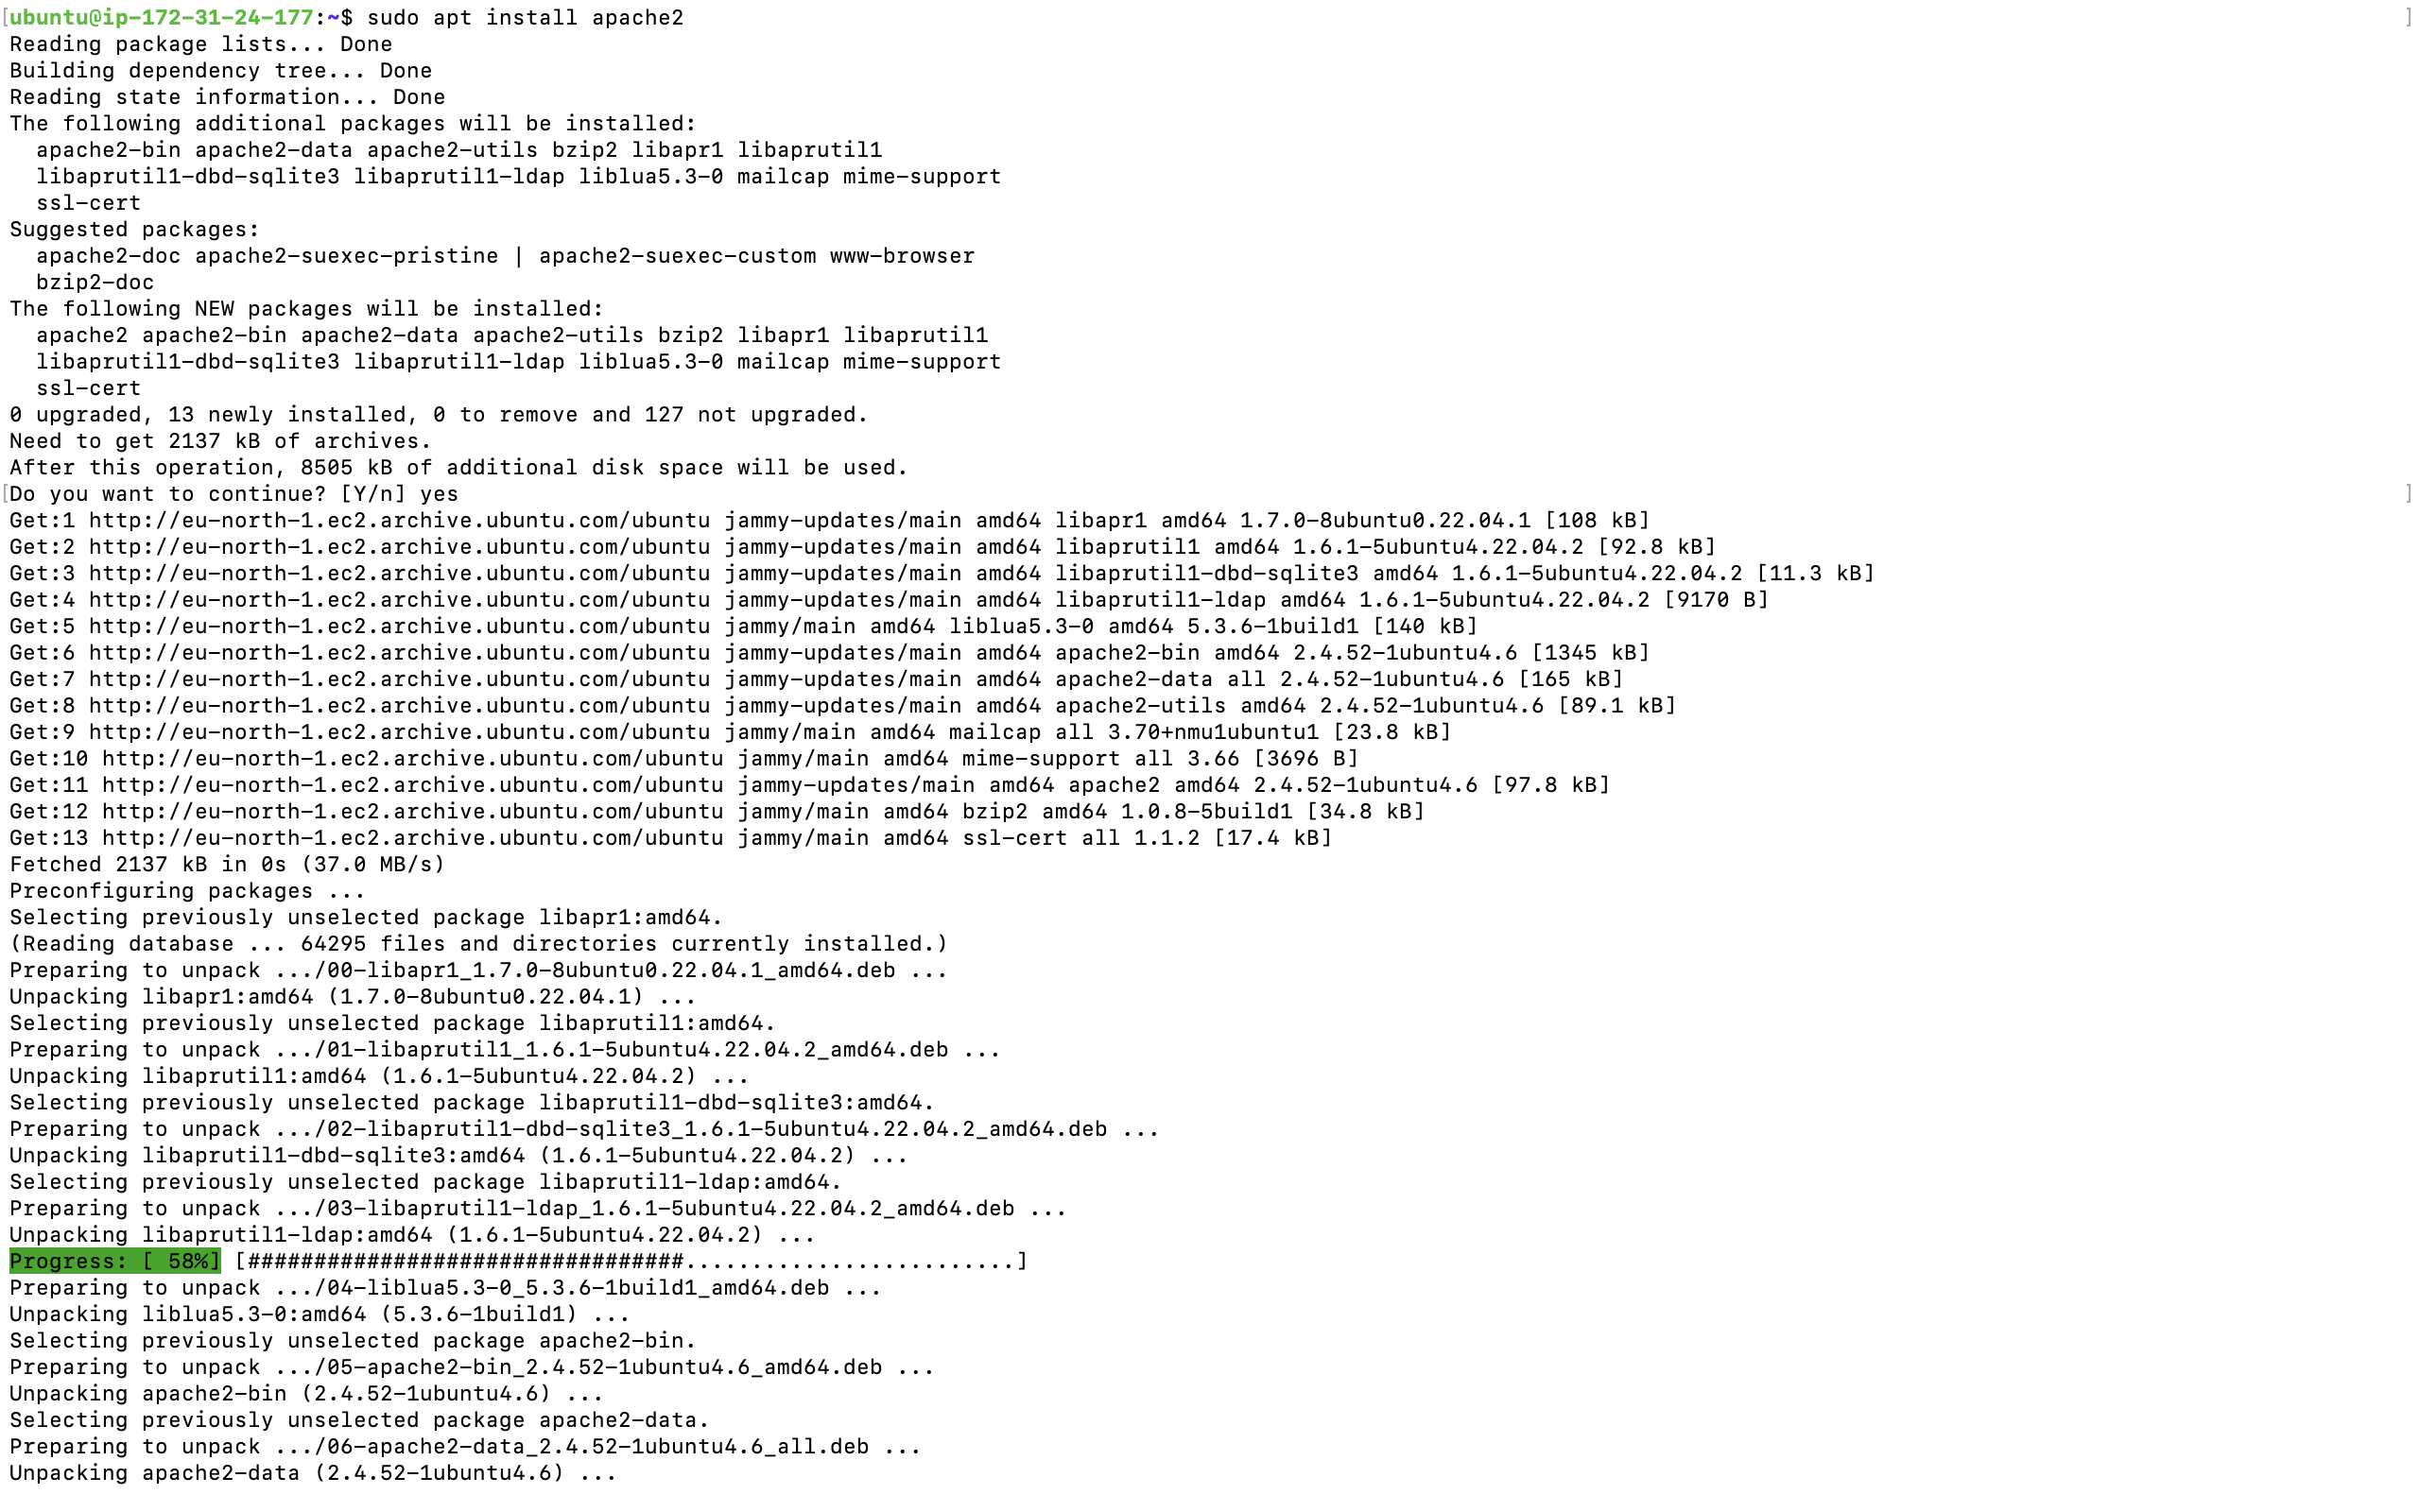 [ubuntu@ip-172-31-24-177:~$ sudo apt install apache2 ]
Reading package lists... Done
Building dependency tree... Done
Reading state information... Done
The following additional packages will be installed:
  apache2-bin apache2-data apache2-utils bzip2 libapr1 libaprutil1
  libaprutil1-dbd-sqlite3 libaprutil1-ldap liblua5.3-0 mailcap mime-support
  ssl-cert
Suggested packages:
  apache2-doc apache2-suexec-pristine | apache2-suexec-custom www-browser
  bzip2-doc
The following NEW packages will be installed:
  apache2 apache2-bin apache2-data apache2-utils bzip2 libapr1 libaprutil1
  libaprutil1-dbd-sqlite3 libaprutil1-ldap liblua5.3-0 mailcap mime-support
  ssl-cert
0 upgraded, 13 newly installed, 0 to remove and 127 not upgraded.
Need to get 2137 kB of archives.
After this operation, 8505 kB of additional disk space will be used.
[Do you want to continue? [Y/n] yes ]
Get:1 http://eu-north-1.ec2.archive.ubuntu.com/ubuntu jammy-updates/main amd64 libapr1 amd64 1.7.0-8ubuntu0.22.04.1 [108 kB]
Get:2 http://eu-north-1.ec2.archive.ubuntu.com/ubuntu jammy-updates/main amd64 libaprutil1 amd64 1.6.1-5ubuntu4.22.04.2 [92.8 kB]
Get:3 http://eu-north-1.ec2.archive.ubuntu.com/ubuntu jammy-updates/main amd64 libaprutil1-dbd-sqlite3 amd64 1.6.1-5ubuntu4.22.04.2 [11.3 kB]
Get:4 http://eu-north-1.ec2.archive.ubuntu.com/ubuntu jammy-updates/main amd64 libaprutil1-ldap amd64 1.6.1-5ubuntu4.22.04.2 [9170 B]
Get:5 http://eu-north-1.ec2.archive.ubuntu.com/ubuntu jammy/main amd64 liblua5.3-0 amd64 5.3.6-1build1 [140 kB]
Get:6 http://eu-north-1.ec2.archive.ubuntu.com/ubuntu jammy-updates/main amd64 apache2-bin amd64 2.4.52-1ubuntu4.6 [1345 kB]
Get:7 http://eu-north-1.ec2.archive.ubuntu.com/ubuntu jammy-updates/main amd64 apache2-data all 2.4.52-1ubuntu4.6 [165 kB]
Get:8 http://eu-north-1.ec2.archive.ubuntu.com/ubuntu jammy-updates/main amd64 apache2-utils amd64 2.4.52-1ubuntu4.6 [89.1 kB]
Get:9 http://eu-north-1.ec2.archive.ubuntu.com/ubuntu jammy/main amd64 mailcap all 3.70+nmu1ubuntu1 [23.8 kB]
Get:10 http://eu-north-1.ec2.archive.ubuntu.com/ubuntu jammy/main amd64 mime-support all 3.66 [3696 B]
Get:11 http://eu-north-1.ec2.archive.ubuntu.com/ubuntu jammy-updates/main amd64 apache2 amd64 2.4.52-1ubuntu4.6 [97.8 kB]
Get:12 http://eu-north-1.ec2.archive.ubuntu.com/ubuntu jammy/main amd64 bzip2 amd64 1.0.8-5build1 [34.8 kB]
Get:13 http://eu-north-1.ec2.archive.ubuntu.com/ubuntu jammy/main amd64 ssl-cert all 1.1.2 [17.4 kB]
Fetched 2137 kB in 0s (37.0 MB/s)
Preconfiguring packages ...
Selecting previously unselected package libapr1:amd64.
(Reading database ... 64295 files and directories currently installed.)
Preparing to unpack .../00-libapr1_1.7.0-8ubuntu0.22.04.1_amd64.deb ...
Unpacking libapr1:amd64 (1.7.0-8ubuntu0.22.04.1) ...
Selecting previously unselected package libaprutil1:amd64.
Preparing to unpack .../01-libaprutil1_1.6.1-5ubuntu4.22.04.2_amd64.deb ...
Unpacking libaprutil1:amd64 (1.6.1-5ubuntu4.22.04.2) ...
Selecting previously unselected package libaprutil1-dbd-sqlite3:amd64.
Preparing to unpack .../02-libaprutil1-dbd-sqlite3_1.6.1-5ubuntu4.22.04.2_amd64.deb ...
Unpacking libaprutil1-dbd-sqlite3:amd64 (1.6.1-5ubuntu4.22.04.2) ...
Selecting previously unselected package libaprutil1-ldap:amd64.
Preparing to unpack .../03-libaprutil1-ldap_1.6.1-5ubuntu4.22.04.2_amd64.deb ...
Unpacking libaprutil1-ldap:amd64 (1.6.1-5ubuntu4.22.04.2) ...
Progress: [ 58%] [#################################.........................]
Preparing to unpack .../04-liblua5.3-0_5.3.6-1build1_amd64.deb ...
Unpacking liblua5.3-0:amd64 (5.3.6-1build1) ...
Selecting previously unselected package apache2-bin.
Preparing to unpack .../05-apache2-bin_2.4.52-1ubuntu4.6_amd64.deb ...
Unpacking apache2-bin (2.4.52-1ubuntu4.6) ...
Selecting previously unselected package apache2-data.
Preparing to unpack .../06-apache2-data_2.4.52-1ubuntu4.6_all.deb ...
Unpacking apache2-data (2.4.52-1ubuntu4.6) ...